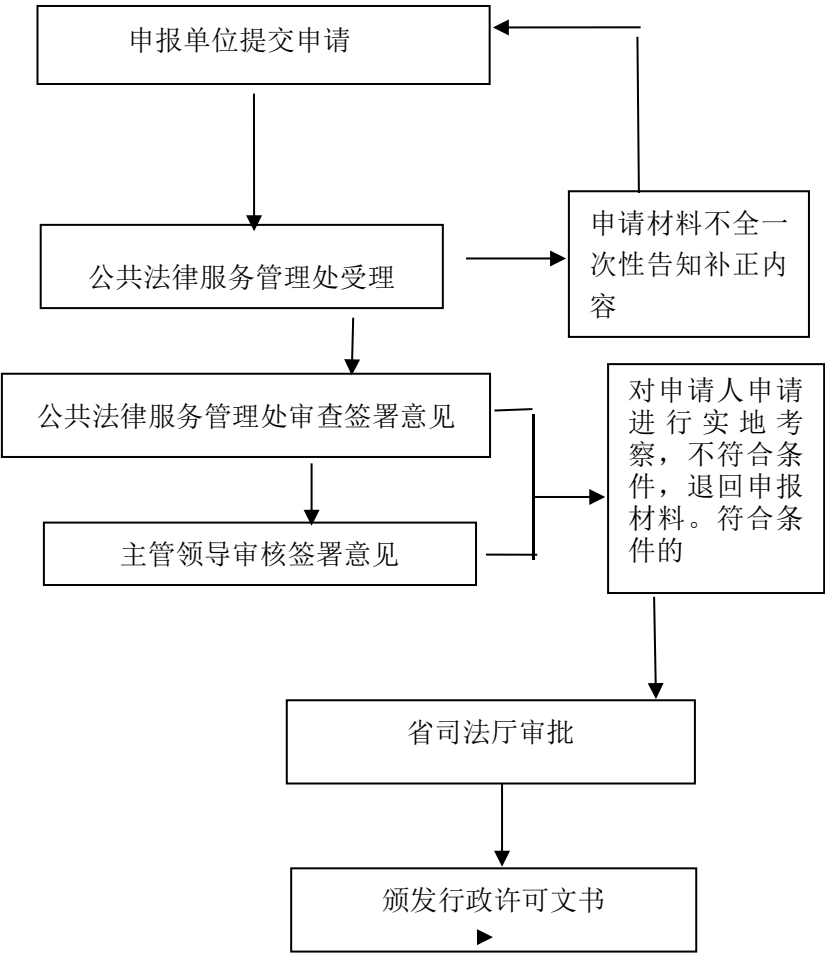 申报单位提交申请
公共法律服务管理处受理
申请材料不全一
次性告知补正内
容
公共法律服务管理处审查签署意见
对申请人申请
进行实地考
察，不符合条
件，退回申报
材料。符合条
件的
主管领导审核签署意见
省司法厅审批
颁发行政许可文书